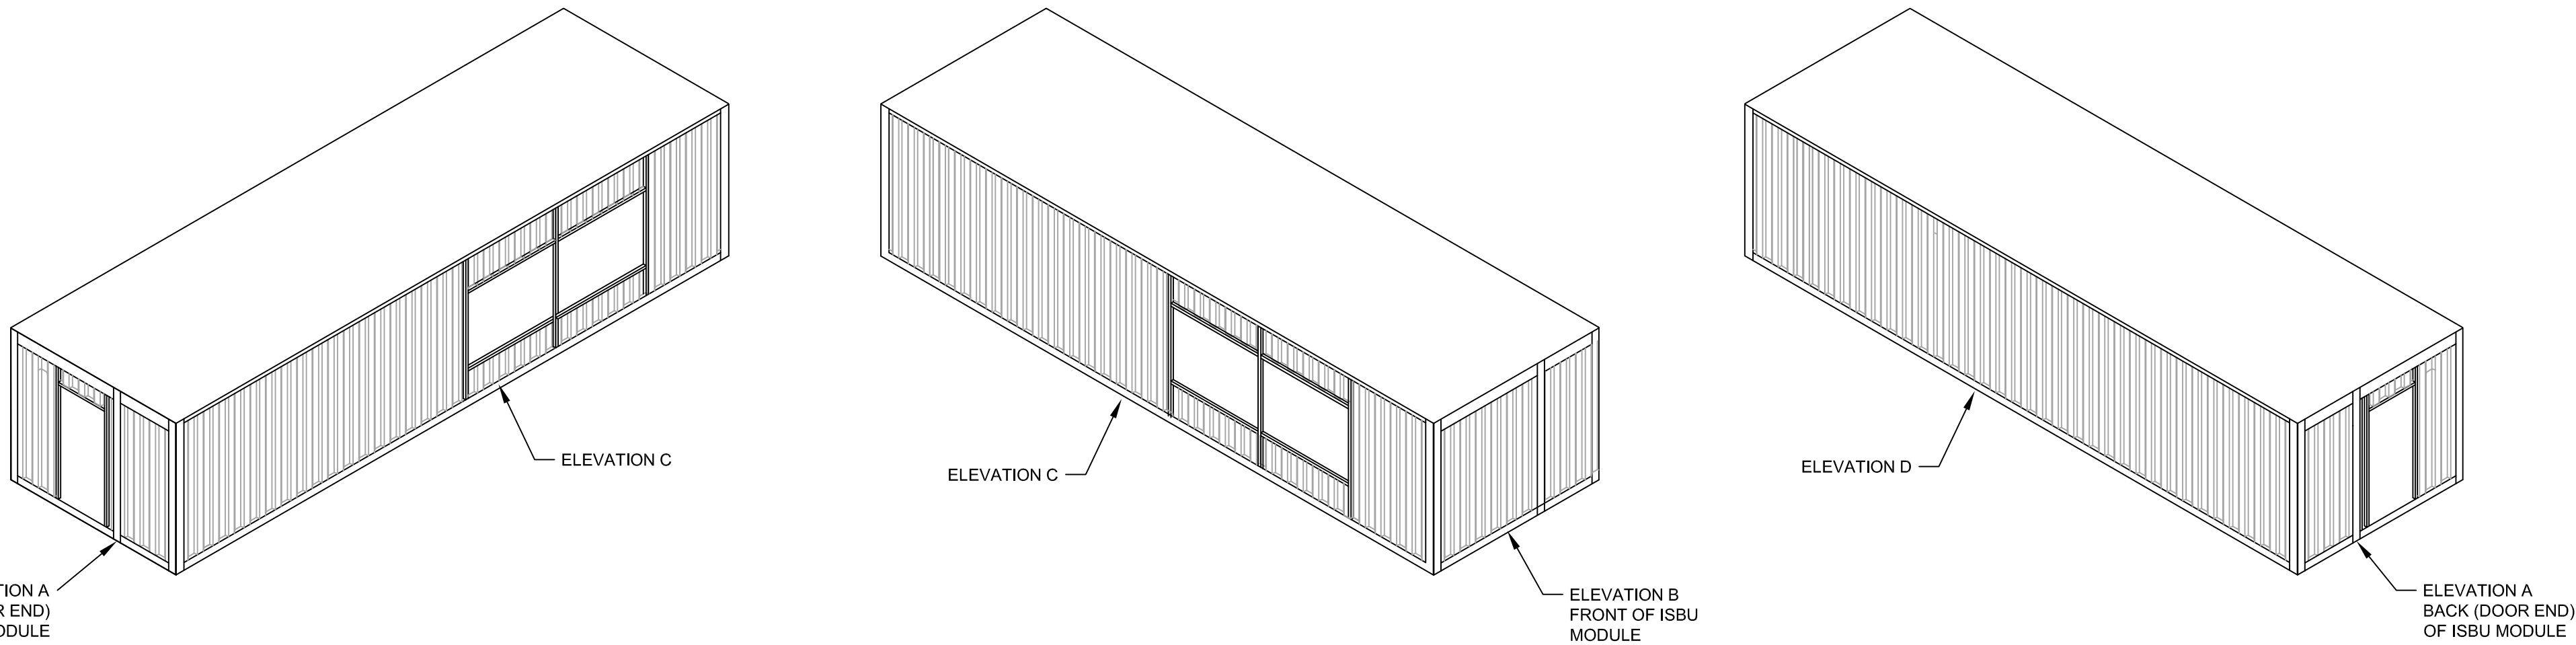 ELEVATION C
TION A
R END)
ODULE
ELEVATION C
ELEVATION B
FRONT OF ISBU
MODULE
ELEVATION D
ELEVATION A
BACK (DOOR END)
OF ISBU MODULE